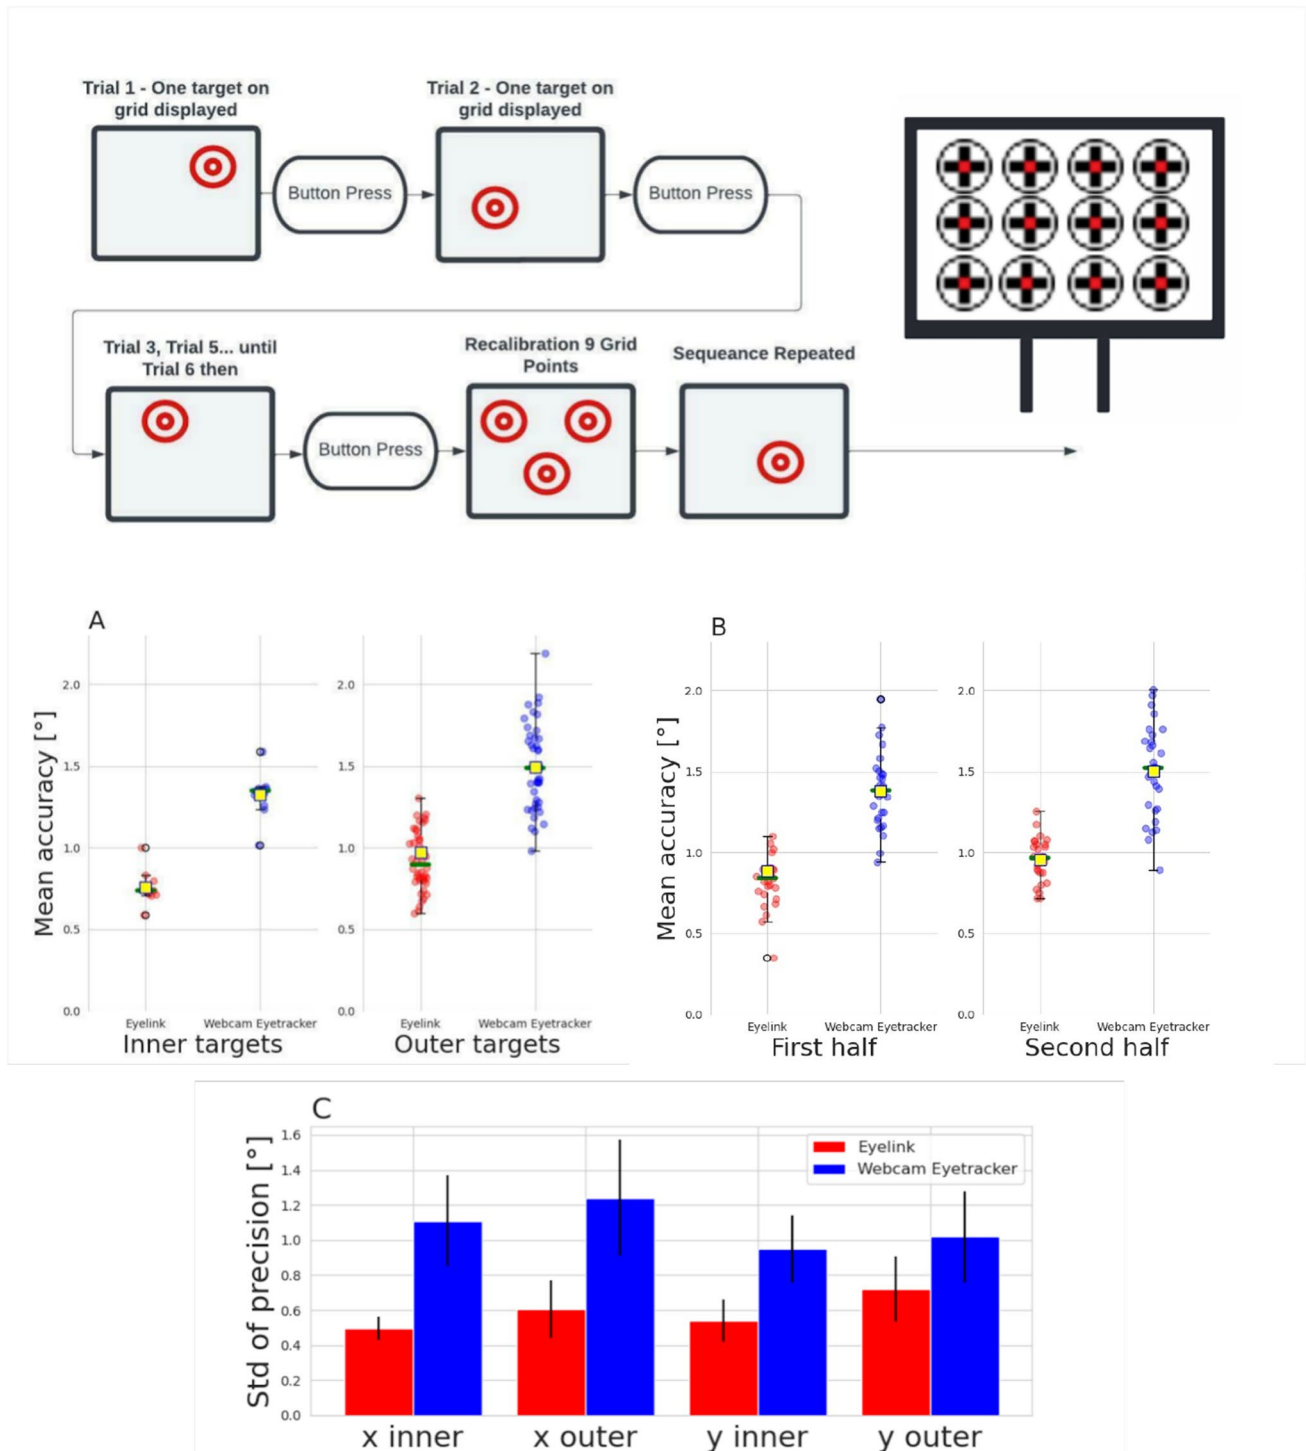 Trial 1 - One target on
grid displayed
Trial 2 - One target on
grid displayed
Button Press
Button Press
Trial 3, Trial 5... until
Trial 6 then
Recalibration 9 Grid
Points
Sequeance Repeated
Button Press
A
Mean accuracy [°]
2.0
1.5
1.0
0.5
0.0
Eyelink
Webcam Eyetracker
Inner targets
2.0
1.5
1.0
0.5
0.0
Eyelink
Webcam Eyetracker
Outer targets
B
Mean accuracy [°]
2.0
1.5
1.0
0.5
0.0
Eyelink
Webcam Eyetracker
First half
2.0
1.5
1.0
0.5
0.0
Eyelink
Webcam Eyetracker
Second half
C
Std of precision [°]
1.6
1.4
1.2
1.0
0.8
0.6
0.4
0.2
0.0
Eyelink
Webcam Eyetracker
x inner
x outer
y inner
y outer